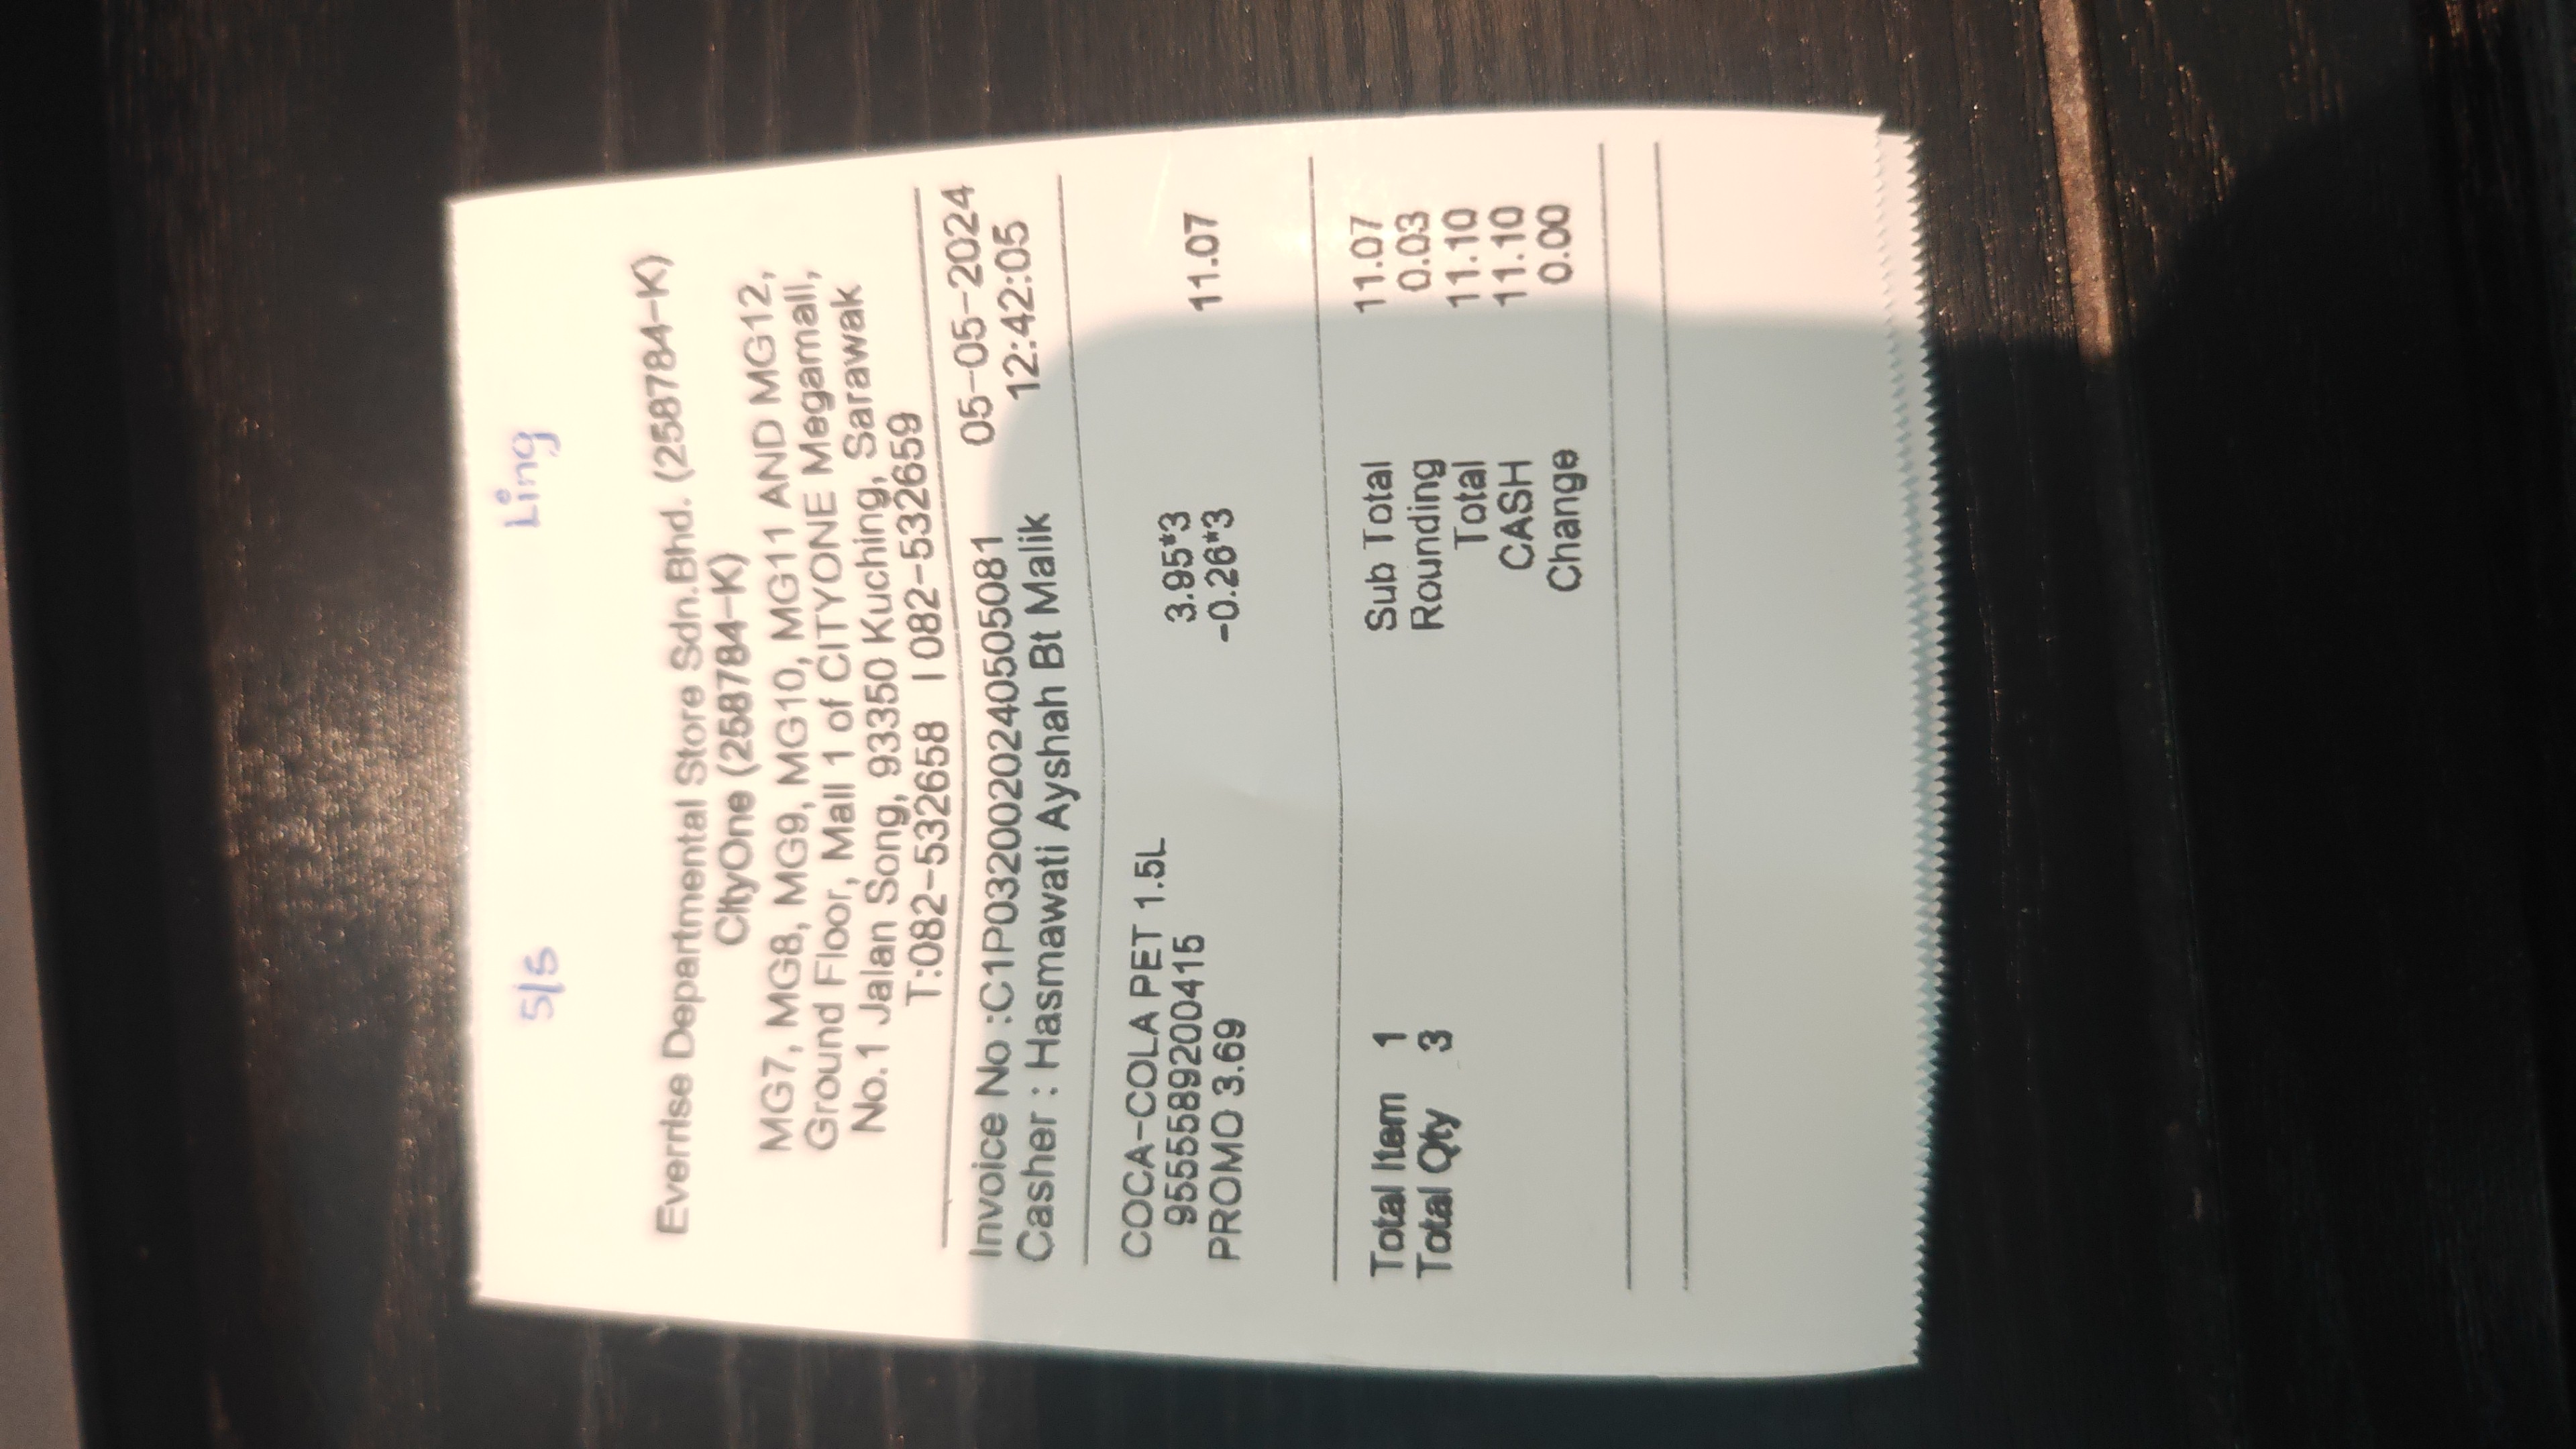 5/5 Ling
Everrise Departmental Store Sdn.Bhd. (258784-K)
CityOne (258784-K)
MG7, MG8, MG9, MG10, MG11 AND MG12,
Ground Floor, Mall 1 of CITYONE Megamall,
No.1 Jalan Song, 93350 Kuching, Sarawak
T:082-532658 | 082-532659
Invoice No :C1P0320020240505081 05-05-2024
Casher : Hasmawati Ayshah Bt Malik 12:42:05
COCA-COLA PET 1.5L
9555589200415 3.95*3
PROMO 3.69 -0.26*3 11.07
Total Item 1 Sub Total 11.07
Total Qty 3 Rounding 0.03
Total 11.10
CASH 11.10
Change 0.00